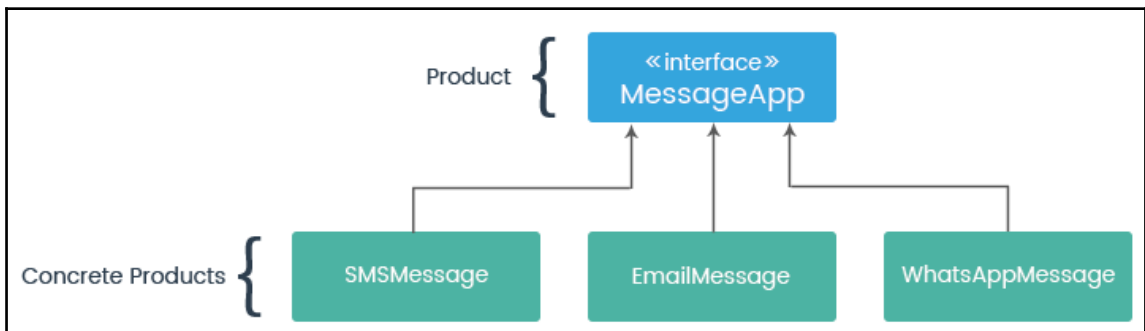 Product
«interface»
MessageApp
Concrete Products
SMSMessage
EmailMessage
WhatsAppMessage